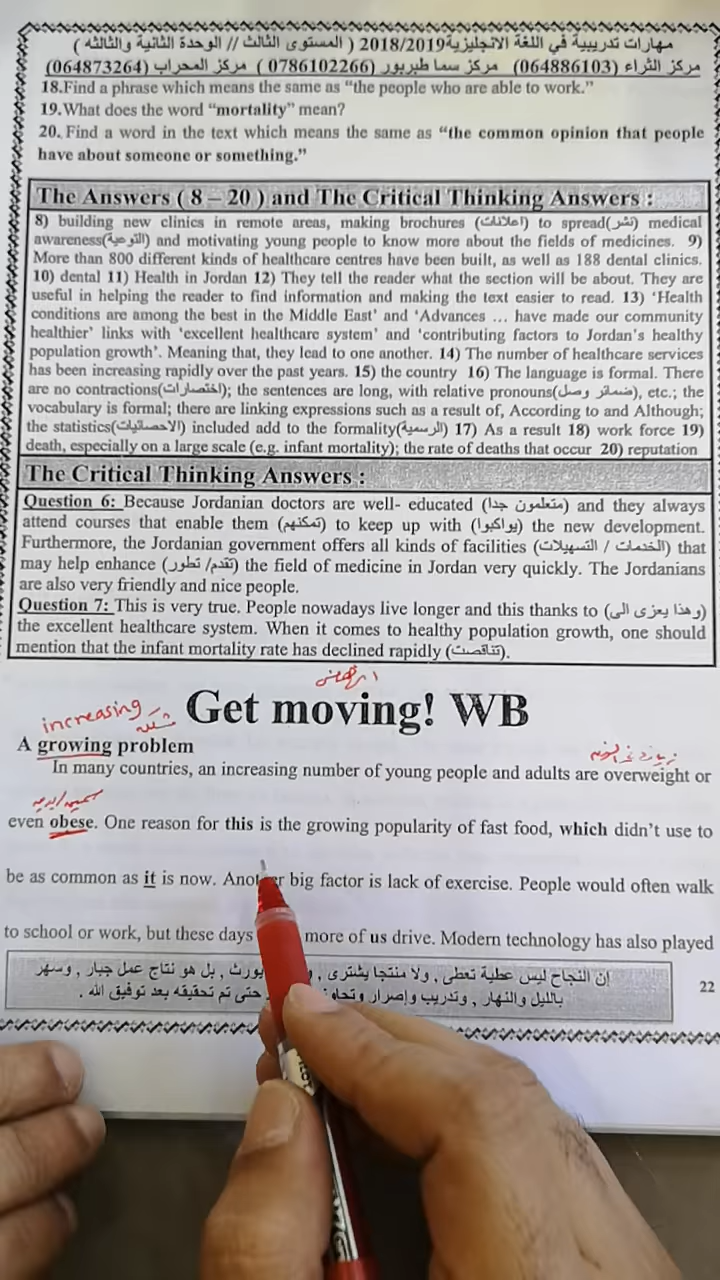 مهارات تدريبية في اللغة الانجليزية 2018/2019 ( المستوى الثالث // الوحدة الثانية والثالثه )
مركز الثراء (064886103) مركز سما طبربور (0786102266 ) مركز المحراب (064873264)
18.Find a phrase which means the same as “the people who are able to work.”
19.What does the word “mortality” mean?
20. Find a word in the text which means the same as “the common opinion that people
have about someone or something.”
The Answers ( 8 – 20 ) and The Critical Thinking Answers :
8) building new clinics in remote areas, making brochures (اعلانات) to spread(نشر) medical
awareness(التوعية) and motivating young people to know more about the fields of medicines. 9)
More than 800 different kinds of healthcare centres have been built, as well as 188 dental clinics.
10) dental 11) Health in Jordan 12) They tell the reader what the section will be about. They are
useful in helping the reader to find information and making the text easier to read. 13) ‘Health
conditions are among the best in the Middle East’ and ‘Advances … have made our community
healthier’ links with ‘excellent healthcare system’ and ‘contributing factors to Jordan’s healthy
population growth’. Meaning that, they lead to one another. 14) The number of healthcare services
has been increasing rapidly over the past years. 15) the country 16) The language is formal. There
are no contractions(اختصارات); the sentences are long, with relative pronouns(ضمائر وصل), etc.; the
vocabulary is formal; there are linking expressions such as a result of, According to and Although;
the statistics(الاحصائيات) included add to the formality(الرسمية) 17) As a result 18) work force 19)
death, especially on a large scale (e.g. infant mortality); the rate of deaths that occur 20) reputation
The Critical Thinking Answers :
Question 6: Because Jordanian doctors are well- educated (متعلمون جدا) and they always
attend courses that enable them (تمكنهم) to keep up with (يواكبوا) the new development.
Furthermore, the Jordanian government offers all kinds of facilities (الخدمات / التسهيلات) that
may help enhance (تقدم/ تطور) the field of medicine in Jordan very quickly. The Jordanians
are also very friendly and nice people.
Question 7: This is very true. People nowadays live longer and this thanks to (وهذا يعزى الى)
the excellent healthcare system. When it comes to healthy population growth, one should
mention that the infant mortality rate has declined rapidly (تناقصت).
Get moving! WB
increasing
A growing problem
In many countries, an increasing number of young people and adults are overweight or
even obese. One reason for this is the growing popularity of fast food, which didn’t use to
be as common as it is now. Another big factor is lack of exercise. People would often walk
to school or work, but these days more of us drive. Modern technology has also played
إن النجاح ليس عطية تعطى , ولا منتجا يشترى , يورث , بل هو نتاج عمل جبار , وسهر
بالليل والنهار , وتدريب وإصرار حتى تم تحقيقه بعد توفيق الله .
22